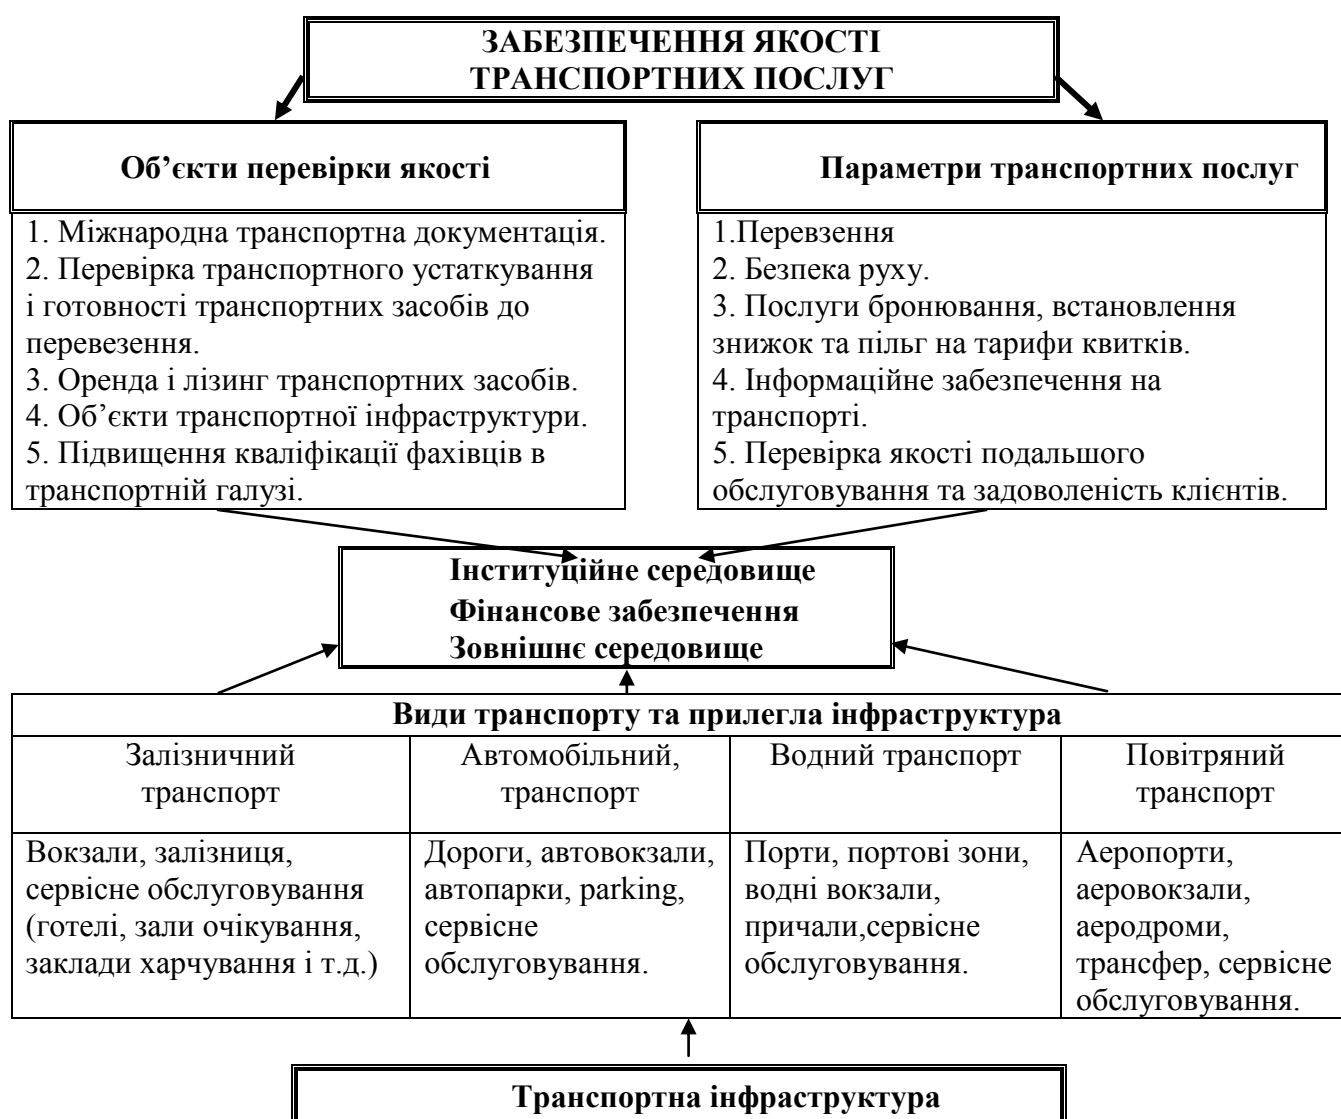 ЗАБЕЗПЕЧЕННЯ ЯКОСТІ
ТРАНСПОРТНИХ ПОСЛУГ
Об’єкти перевірки якості
1. Міжнародна транспортна документація.
2. Перевірка транспортного устаткування
і готовності транспортних засобів до
перевезення.
3. Оренда і лізинг транспортних засобів.
4. Об’єкти транспортної інфраструктури.
5. Підвищення кваліфікації фахівців в
транспортній галузі.
Параметри транспортних послуг
1.Перевзення
2. Безпека руху.
3. Послуги бронювання, встановлення
знижок та пільг на тарифи квитків.
4. Інформаційне забезпечення на
транспорті.
5. Перевірка якості подальшого
обслуговування та задоволеність клієнтів.
Інституційне середовище
Фінансове забезпечення
Зовнішнє середовище
Види транспорту та прилегла інфраструктура
Залізничний
транспорт
Автомобільний,
транспорт
Водний транспорт
Повітряний
транспорт
Вокзали, залізниця,
сервісне обслуговування
(готелі, зали очікування,
заклади харчування і т.д.)
Дороги, автовокзали,
автопарки, parking,
сервісне
обслуговування.
Порти, портові зони,
водні вокзали,
причали,сервісне
обслуговування.
Аеропорти,
аеровокзали,
аеродроми,
трансфер, сервісне
обслуговування.
Транспортна інфраструктура